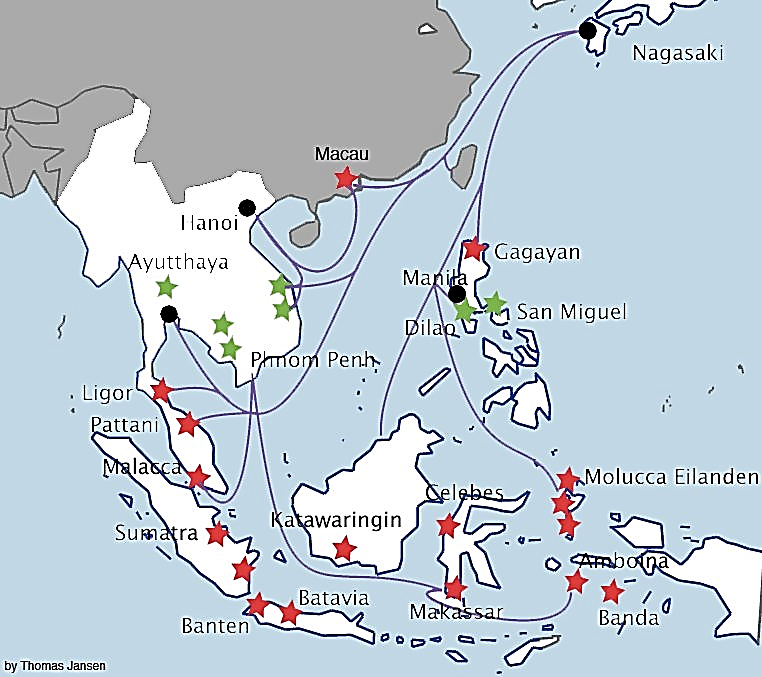 Nagasaki
Macau
Hanoi
Gagayan
Ayutthaya
Manila
San Miguel
Dilao
Phnom Penh
Ligor
Pattani
Malacca
Molucca Eilanden
Celebes
Katawaringin
Sumatra
Amboina
Batavia
Makassar
Banda
Banten
by Thomas Jansen